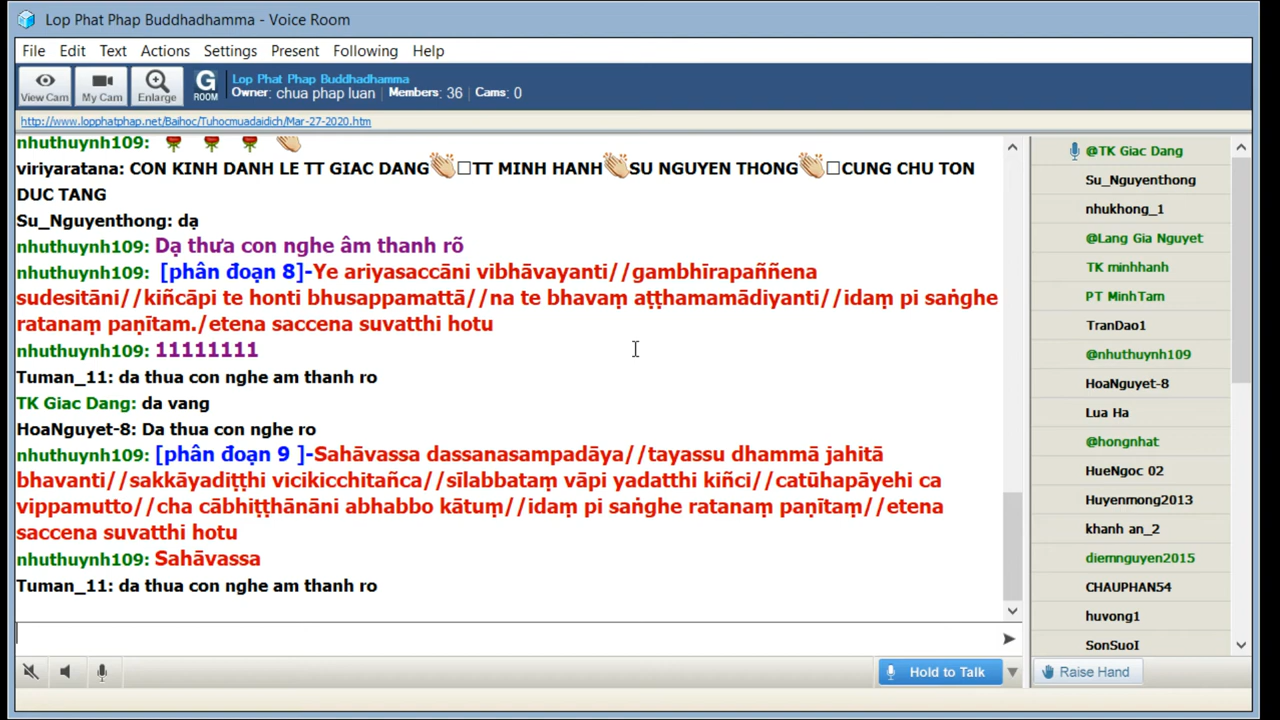 Lop Phat Phap Buddhadhamma - Voice Room
File Edit Text Actions Settings Present Following Help
View Cam My Cam Enlarge G ROOM
Lop Phat Phap Buddhadhamma
Owner: chua phap luan Members: 36 Cams: 0
http://www.lopphatphap.net/Baihoc/Tuhocmuadaidich/Mar-27-2020.htm
nhuthuynh109:
viriyaratana: CON KINH DANH LE TT GIAC DANG TT MINH HANH SU NGUYEN THONG CUNG CHU TON
DUC TANG
Su_Nguyenthong: dạ
nhuthuynh109: Dạ thưa con nghe âm thanh rõ
nhuthuynh109: [phân đoạn 8]-Ye ariyasaccāni vibhāvayanti//gambhīrapaññena
sudesitāni//kiñcāpi te honti bhusappamattā//na te bhavaṃ aṭṭhamamādiyanti//idaṃ pi saṅghe
ratanaṃ paṇītam./etena saccena suvatthi hotu
nhuthuynh109: 11111111
Tuman_11: da thua con nghe am thanh ro
TK Giac Dang: da vang
HoaNguyet-8: Da thua con nghe ro
nhuthuynh109: [phân đoạn 9 ]-Sahāvassa dassanasampadāya//tayassu dhammā jahitā
bhavanti//sakkāyadiṭṭhi vicikicchitañca//sīlabbataṃ vāpi yadatthi kiñci//catūhapāyehi ca
vippamutto//cha cābhiṭṭhānāni abhabbo kātuṃ//idaṃ pi saṅghe ratanaṃ paṇītaṃ//etena
saccena suvatthi hotu
nhuthuynh109: Sahāvassa
Tuman_11: da thua con nghe am thanh ro
@TK Giac Dang
Su_Nguyenthong
nhukhong_1
@Lang Gia Nguyet
TK minhhanh
PT MinhTam
TranDao1
@nhuthuynh109
HoaNguyet-8
Lua Ha
@hongnhat
HueNgoc 02
Huyenmong2013
khanh an_2
diemnguyen2015
CHAUPHAN54
huvong1
SonSuoI
Hold to Talk
Raise Hand